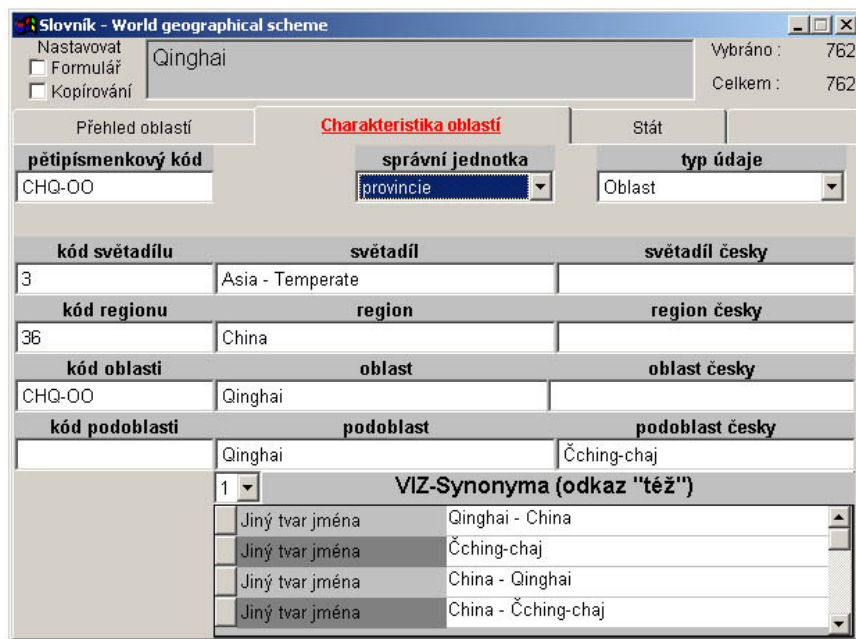 Slovník - World geographical scheme
Nastavovat
Formulář
Kopírování
Qinghai
Vybráno : 762
Celkem : 762
Přehled oblastí Charakteristika oblastí Stát
pětipísmenkový kód správní jednotka typ údaje
CHQ-OO provincie Oblast
kód světadílu světadíl světadíl česky
3 Asia - Temperate
kód regionu region region česky
36 China
kód oblasti oblast oblast česky
CHQ-OO Qinghai
kód podoblasti podoblast podoblast česky
Qinghai Čching-chaj
1 VIZ-Synonyma (odkaz "též")
Jiný tvar jména Qinghai - China
Jiný tvar jména Čching-chaj
Jiný tvar jména China - Qinghai
Jiný tvar jména China - Čching-chaj